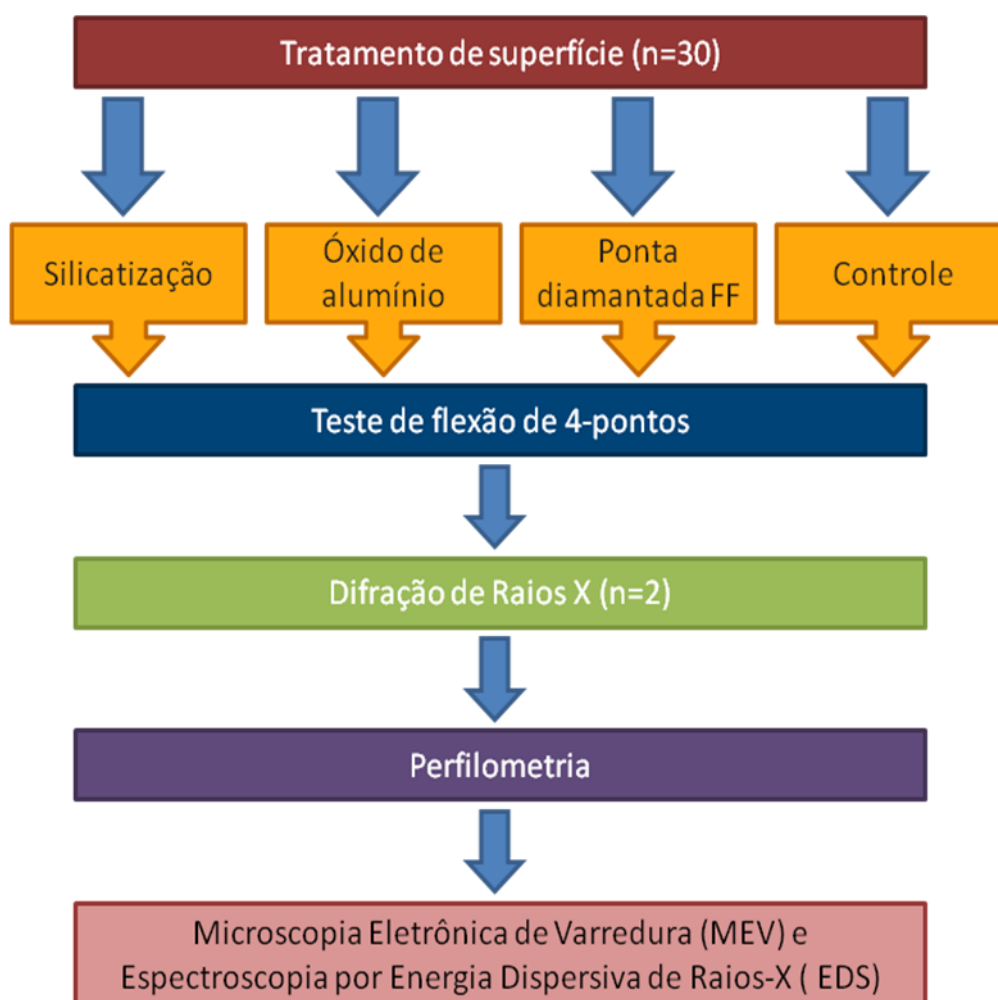 Tratamento de superfície (n=30)
Silicatização
Óxido de
alumínio
Ponta
diamantada FF
Controle
Teste de flexão de 4-pontos
Difração de Raios X (n=2)
Perfilometria
Microscopia Eletrônica de Varredura (MEV) e
Espectroscopia por Energia Dispersiva de Raios-X ( EDS)